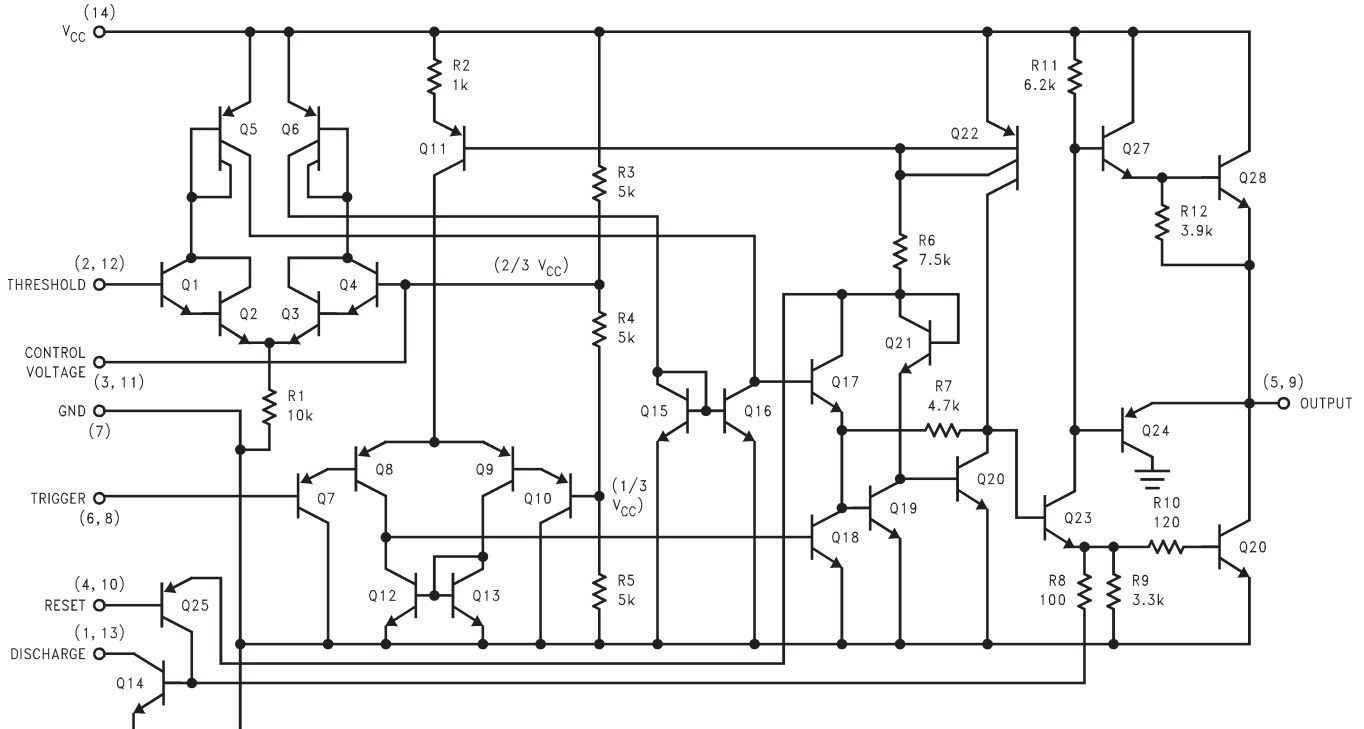 (14)
VCC
R2
1k
R11
6.2k
Q5
Q6
Q11
Q22
Q27
Q28
R3
5k
R12
3.9k
R6
7.5k
(2, 12)
THRESHOLD
Q1
Q4
(2/3 VCC)
Q2
Q3
R4
5k
Q21
CONTROL
VOLTAGE
(3, 11)
R1
10k
Q15
Q16
Q17
R7
4.7k
(5, 9)
OUTPUT
GND
(7)
Q24
Q8
Q9
Q7
Q10
TRIGGER
(6, 8)
(1/3
VCC)
Q19
Q20
Q18
Q23
R10
120
Q20
(4, 10)
RESET
Q25
Q12
Q13
R5
5k
R8
100
R9
3.3k
(1, 13)
DISCHARGE
Q14